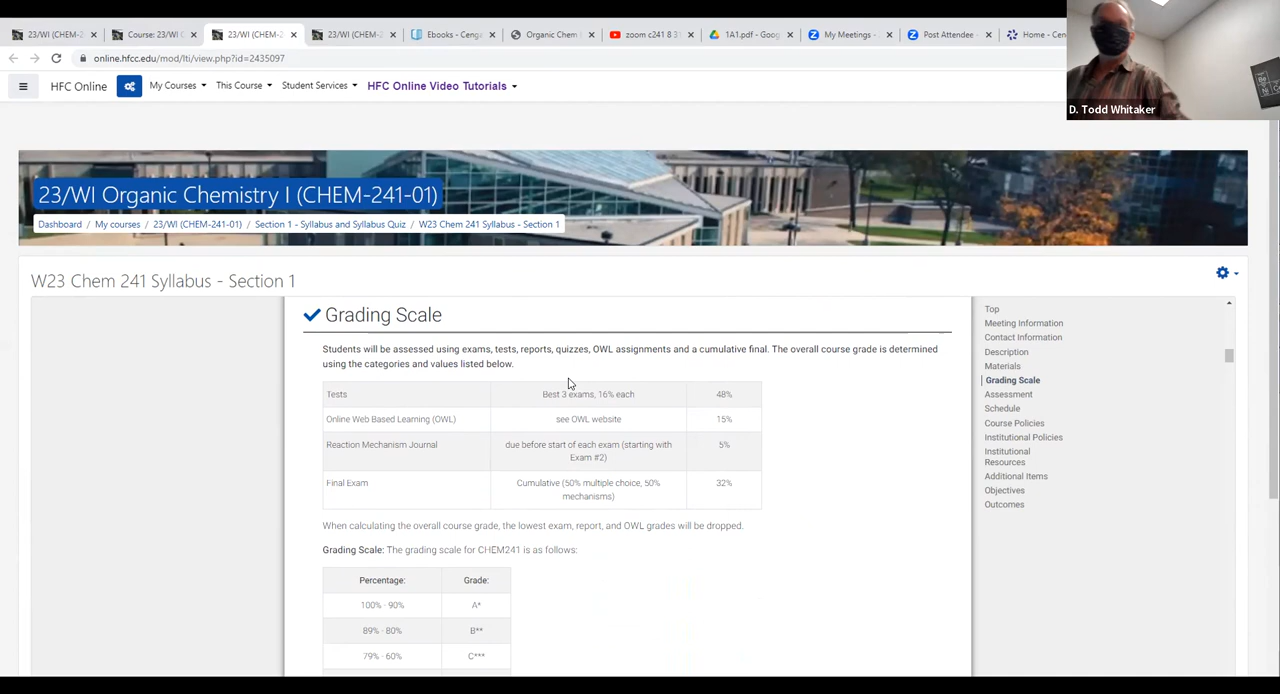 23/WI (CHEM-2
Course: 23/WI (
23/WI (CHEM-2
23/WI (CHEM-2
Ebooks - Cenga
Organic Chem
zoom c241 8 31
1A1.pdf - Goog
My Meetings -
Post Attendee -
Home - Cen
online.hfcc.edu/mod/lti/view.php?id=2435097
HFC Online
My Courses
This Course
Student Services
HFC Online Video Tutorials
D. Todd Whitaker
23/WI Organic Chemistry I (CHEM-241-01)
Dashboard / My courses / 23/WI (CHEM-241-01) / Section 1 - Syllabus and Syllabus Quiz / W23 Chem 241 Syllabus - Section 1
W23 Chem 241 Syllabus - Section 1
Grading Scale
Students will be assessed using exams, tests, reports, quizzes, OWL assignments and a cumulative final. The overall course grade is determined
using the categories and values listed below.
Tests Best 3 exams, 16% each 48%
Online Web Based Learning (OWL) see OWL website 15%
Reaction Mechanism Journal due before start of each exam (starting with 5%
Exam #2)
Final Exam Cumulative (50% multiple choice, 50% 32%
mechanisms)
When calculating the overall course grade, the lowest exam, report, and OWL grades will be dropped.
Grading Scale: The grading scale for CHEM241 is as follows:
Percentage: Grade:
100% - 90% A*
89% - 80% B**
79% - 60% C***
Top
Meeting Information
Contact Information
Description
Materials
Grading Scale
Assessment
Schedule
Course Policies
Institutional Policies
Institutional
Resources
Additional Items
Objectives
Outcomes